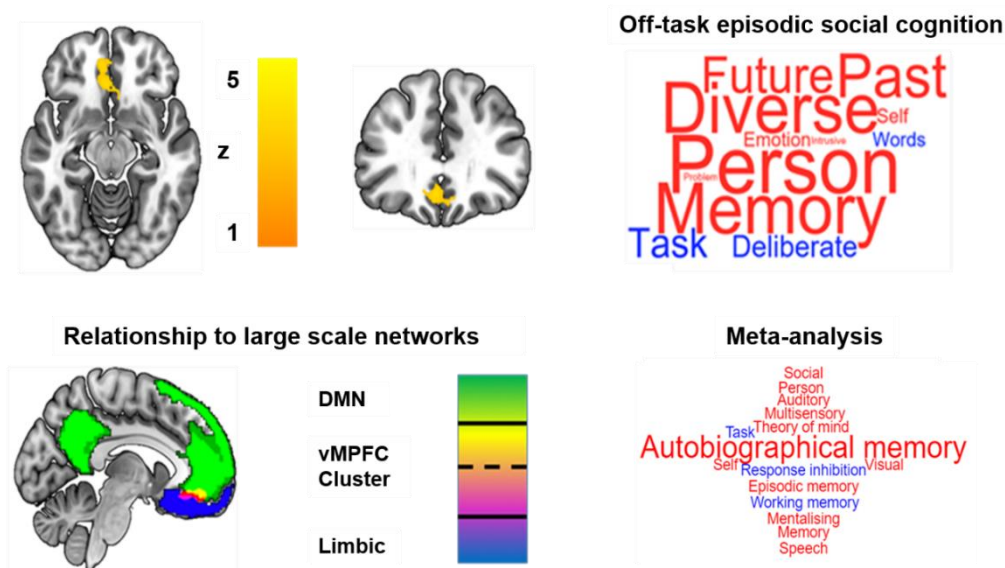 5
z
1
Off-task episodic social cognition
Future Past
Diverse Self
Emotion Intrusive Words
Person
Problem
Memory
Task Deliberate
Relationship to large scale networks
DMN
vMPFC
Cluster
Limbic
Meta-analysis
Social
Person
Auditory
Multisensory
Task Theory of mind
Autobiographical memory
Self Response inhibition Visual
Episodic memory
Working memory
Mentalising
Memory
Speech